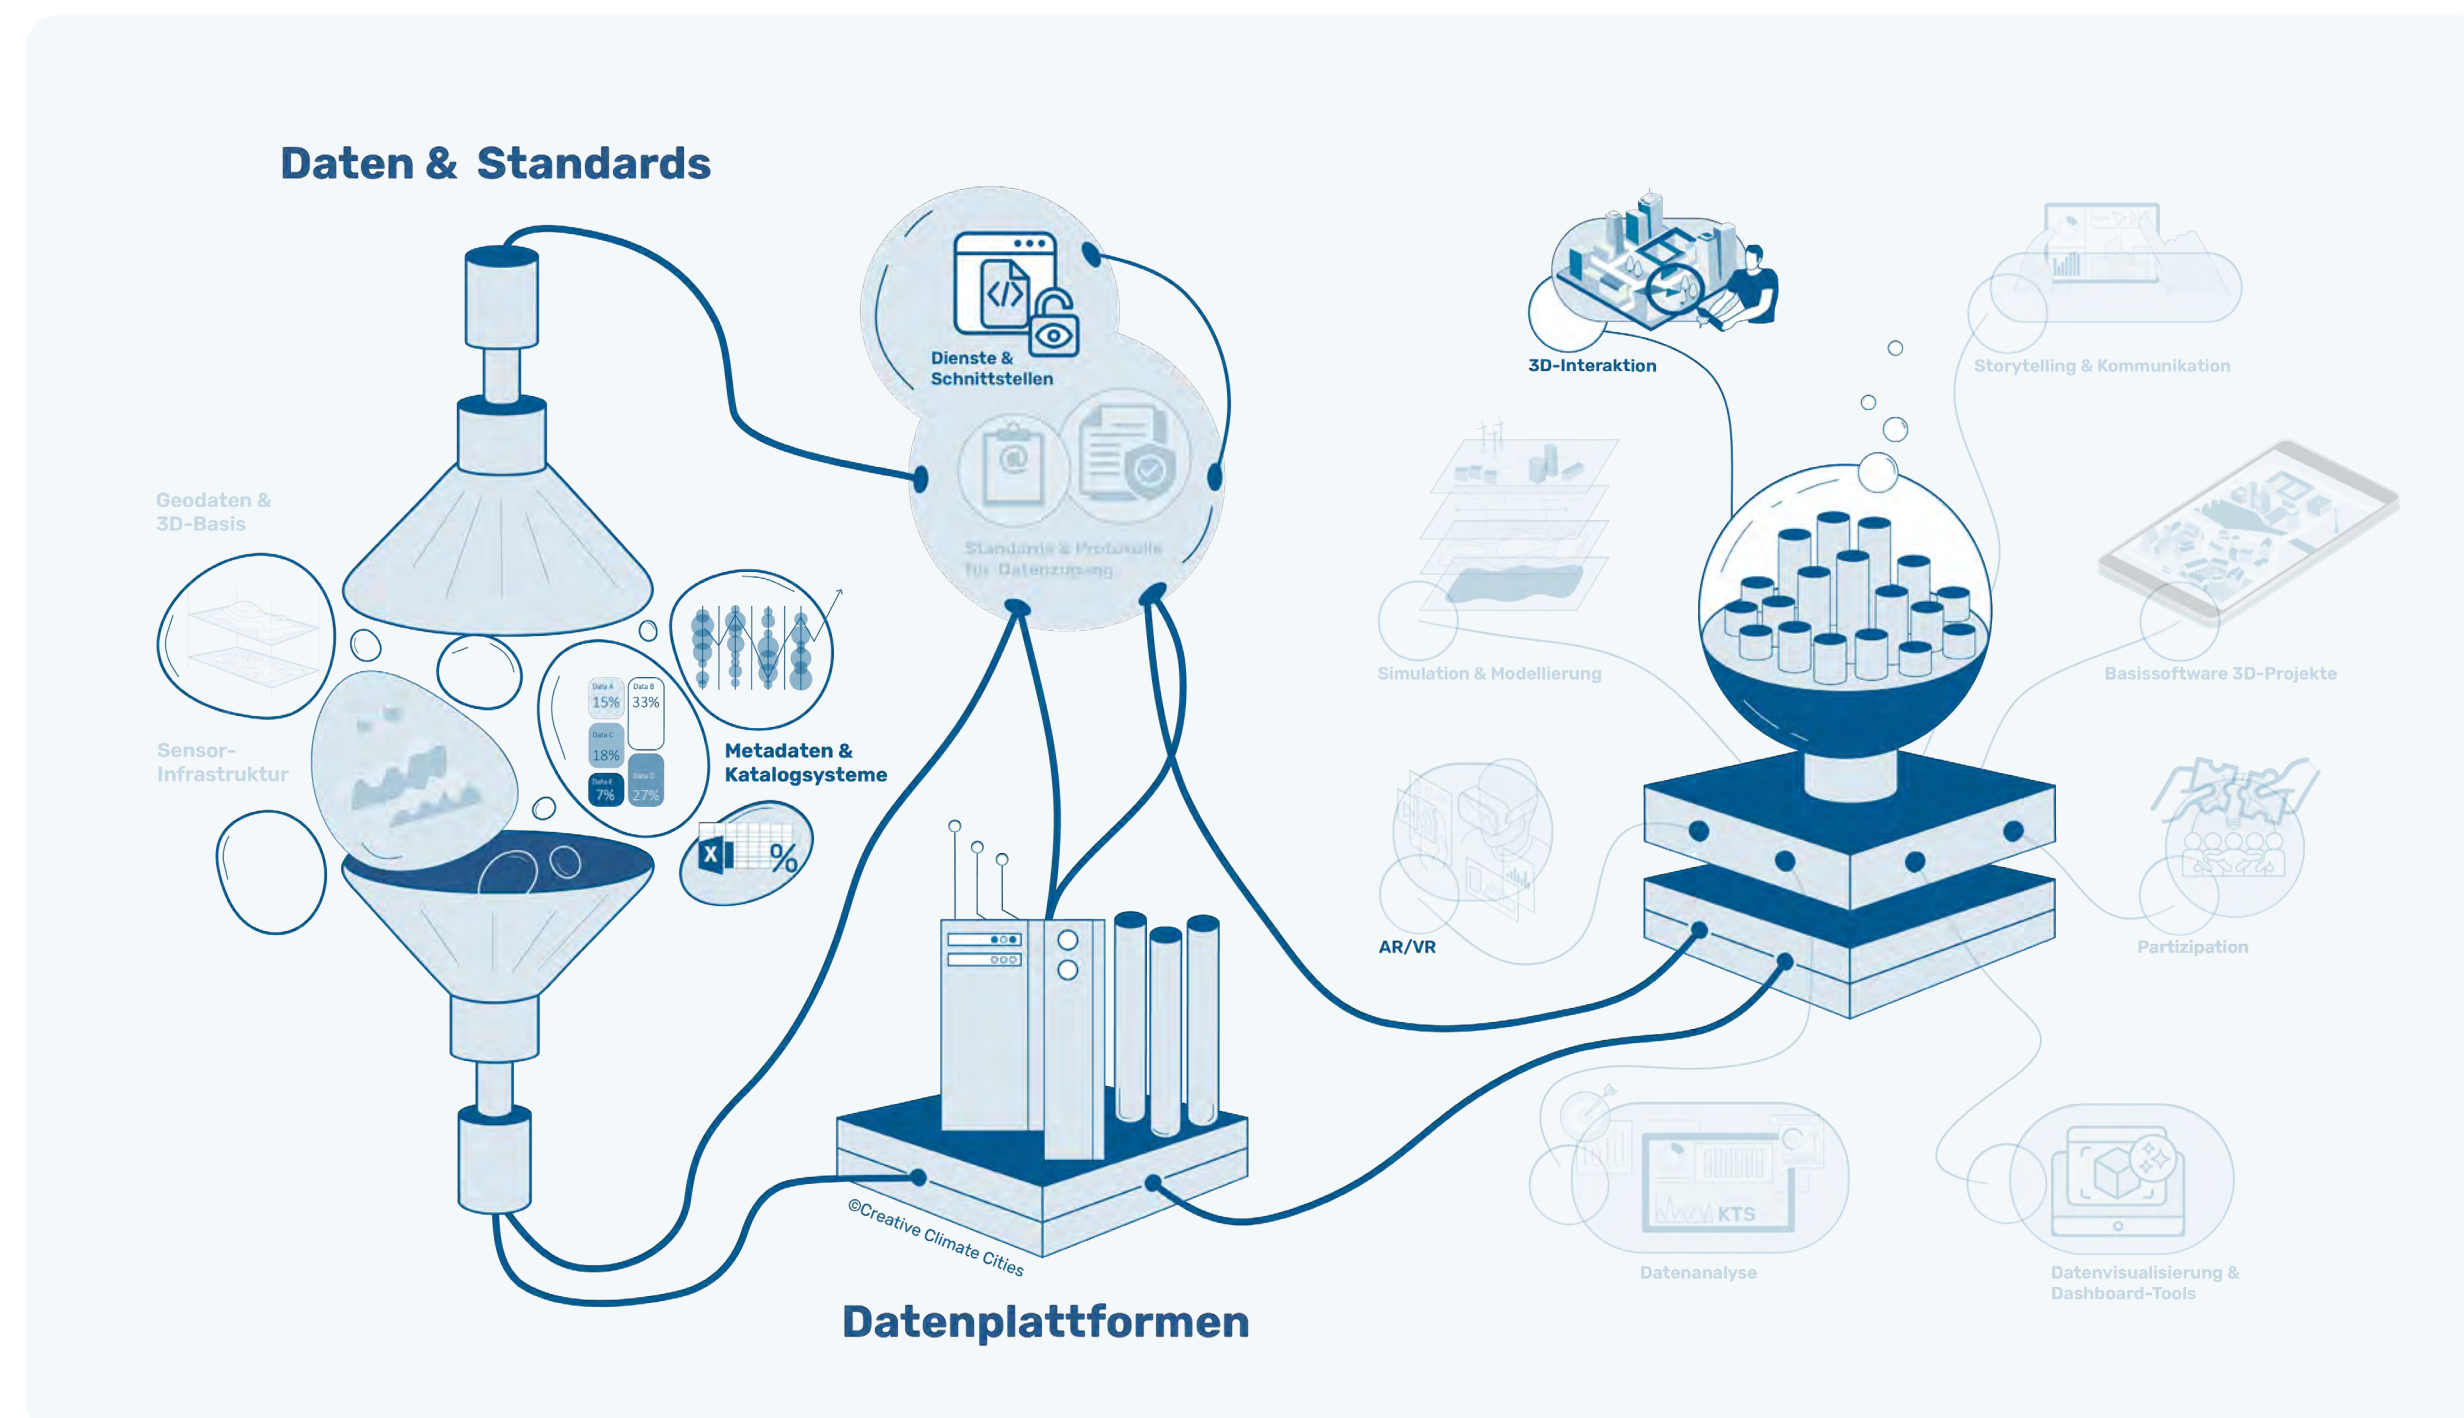 Daten & Standards
Dienste &
Schnittstellen
Standards & Protokolle
für Datenzugang
Geodaten &
3D-Basis
Sensor-
Infrastruktur
Data A
15%
Data B
33%
Data C
18%
Data E
7%
Data D
27%
Metadaten &
Katalogsysteme
X
%
©Creative Climate Cities
Datenplattformen
3D-Interaktion
Storytelling & Kommunikation
Simulation & Modellierung
Basissoftware 3D-Projekte
AR/VR
Partizipation
KTS
Datenanalyse
Datenvisualisierung &
Dashboard-Tools